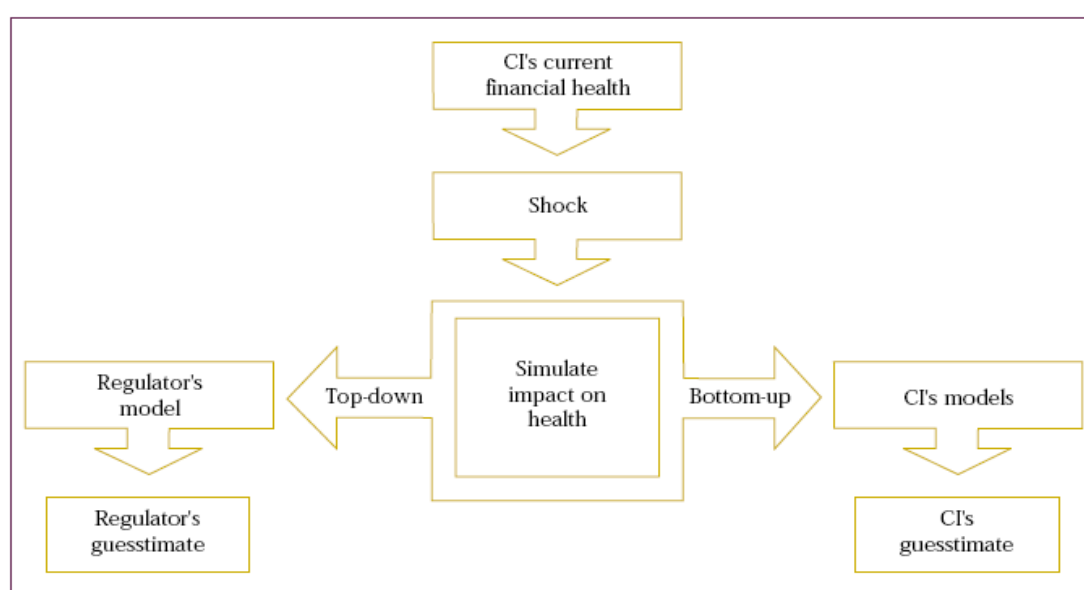 CI's current
financial health
Shock
Simulate
impact on
health
Top-down
Bottom-up
Regulator's
model
CI's models
Regulator's
guesstimate
CI's
guesstimate